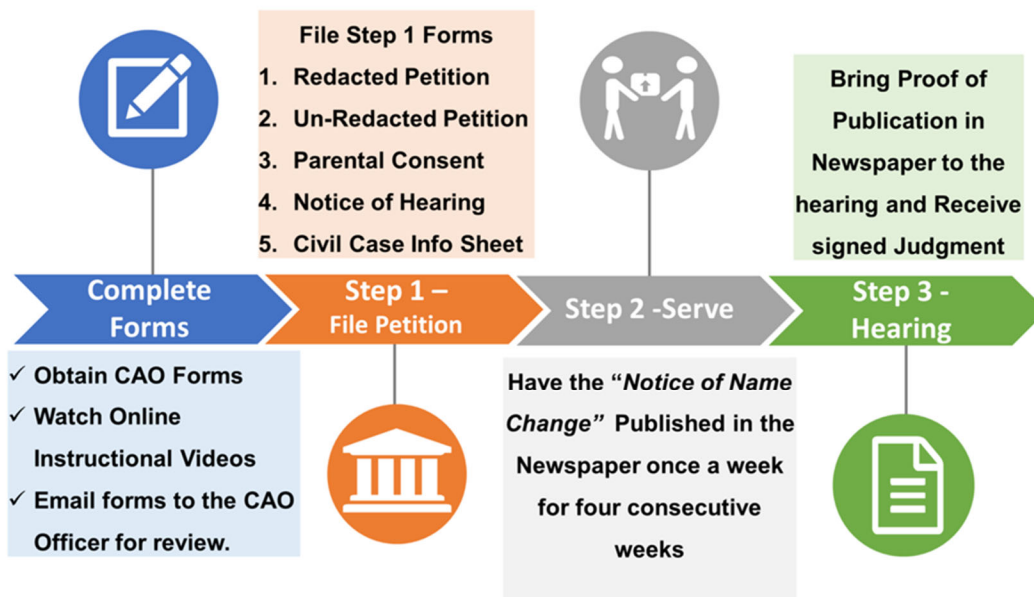 File Step 1 Forms
1. Redacted Petition
2. Un-Redacted Petition
3. Parental Consent
4. Notice of Hearing
5. Civil Case Info Sheet
Bring Proof of
Publication in
Newspaper to the
hearing and Receive
signed Judgment
Complete
Forms
Step 1 –
File Petition
Step 2 -Serve
Step 3 -
Hearing
✓ Obtain CAO Forms
✓ Watch Online
Instructional Videos
✓ Email forms to the CAO
Officer for review.
Have the “Notice of Name
Change” Published in the
Newspaper once a week
for four consecutive
weeks